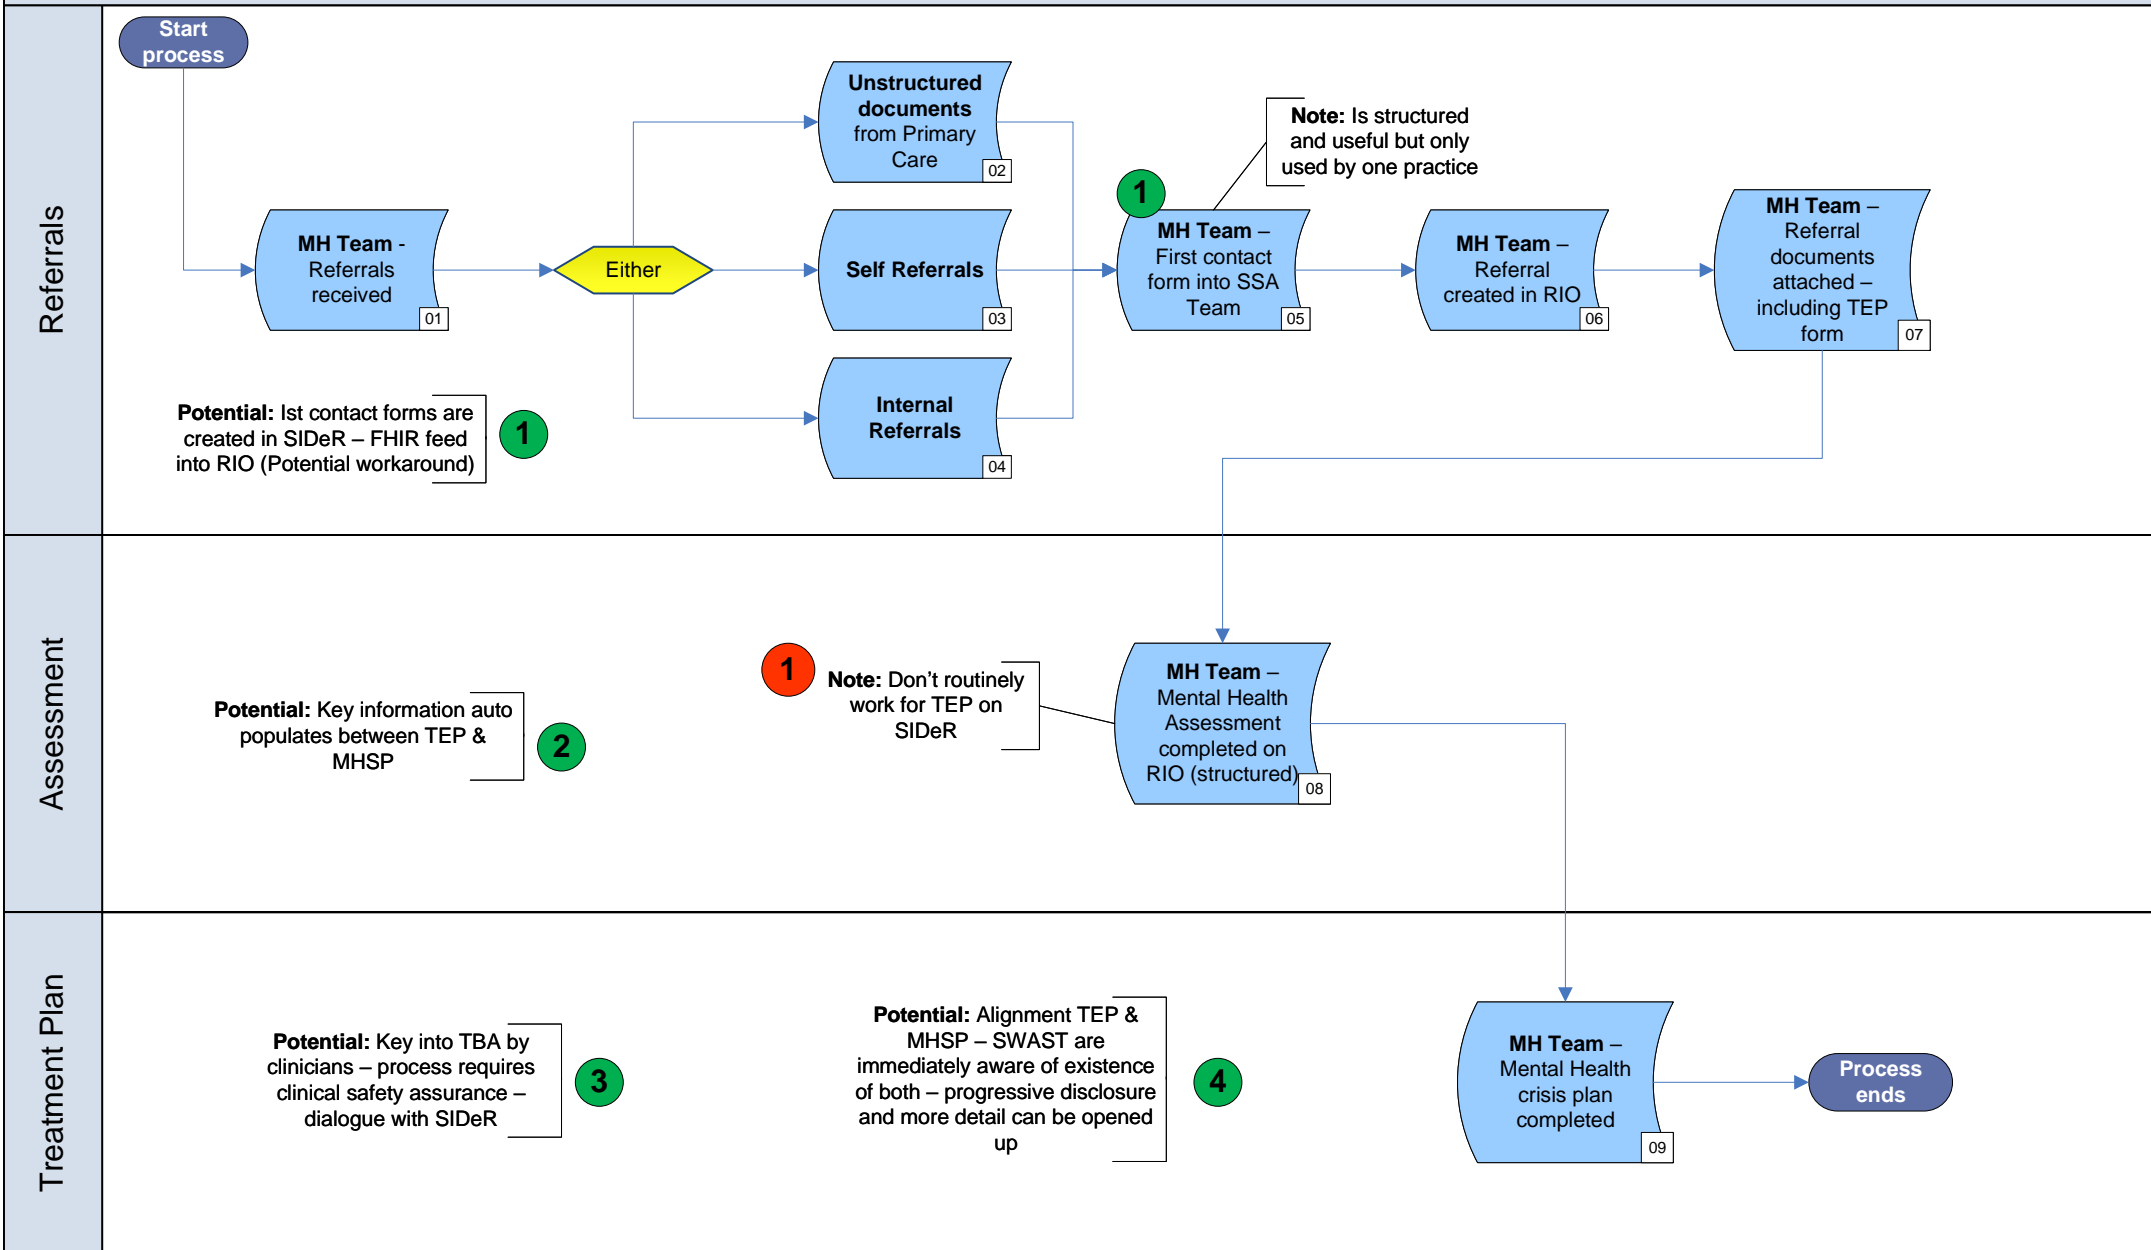 Referrals
Start
process
MH Team -
Referrals
received
01
Either
Unstructured
documents
from Primary
Care
02
Self Referrals
03
Internal
Referrals
04
1
MH Team –
First contact
form into SSA
Team
05
Note: Is structured
and useful but only
used by one practice
MH Team –
Referral
created in RIO
06
MH Team –
Referral
documents
attached –
including TEP
form
07
Potential: Ist contact forms are
created in SIDeR – FHIR feed
into RIO (Potential workaround)
1
Assessment
Potential: Key information auto
populates between TEP &
MHSP
2
1
Note: Don't routinely
work for TEP on
SIDeR
MH Team –
Mental Health
Assessment
completed on
RIO (structured)
08
Treatment Plan
Potential: Key into TBA by
clinicians – process requires
clinical safety assurance –
dialogue with SIDeR
3
Potential: Alignment TEP &
MHSP – SWAST are
immediately aware of existence
of both – progressive disclosure
and more detail can be opened
up
4
MH Team –
Mental Health
crisis plan
completed
09
Process
ends